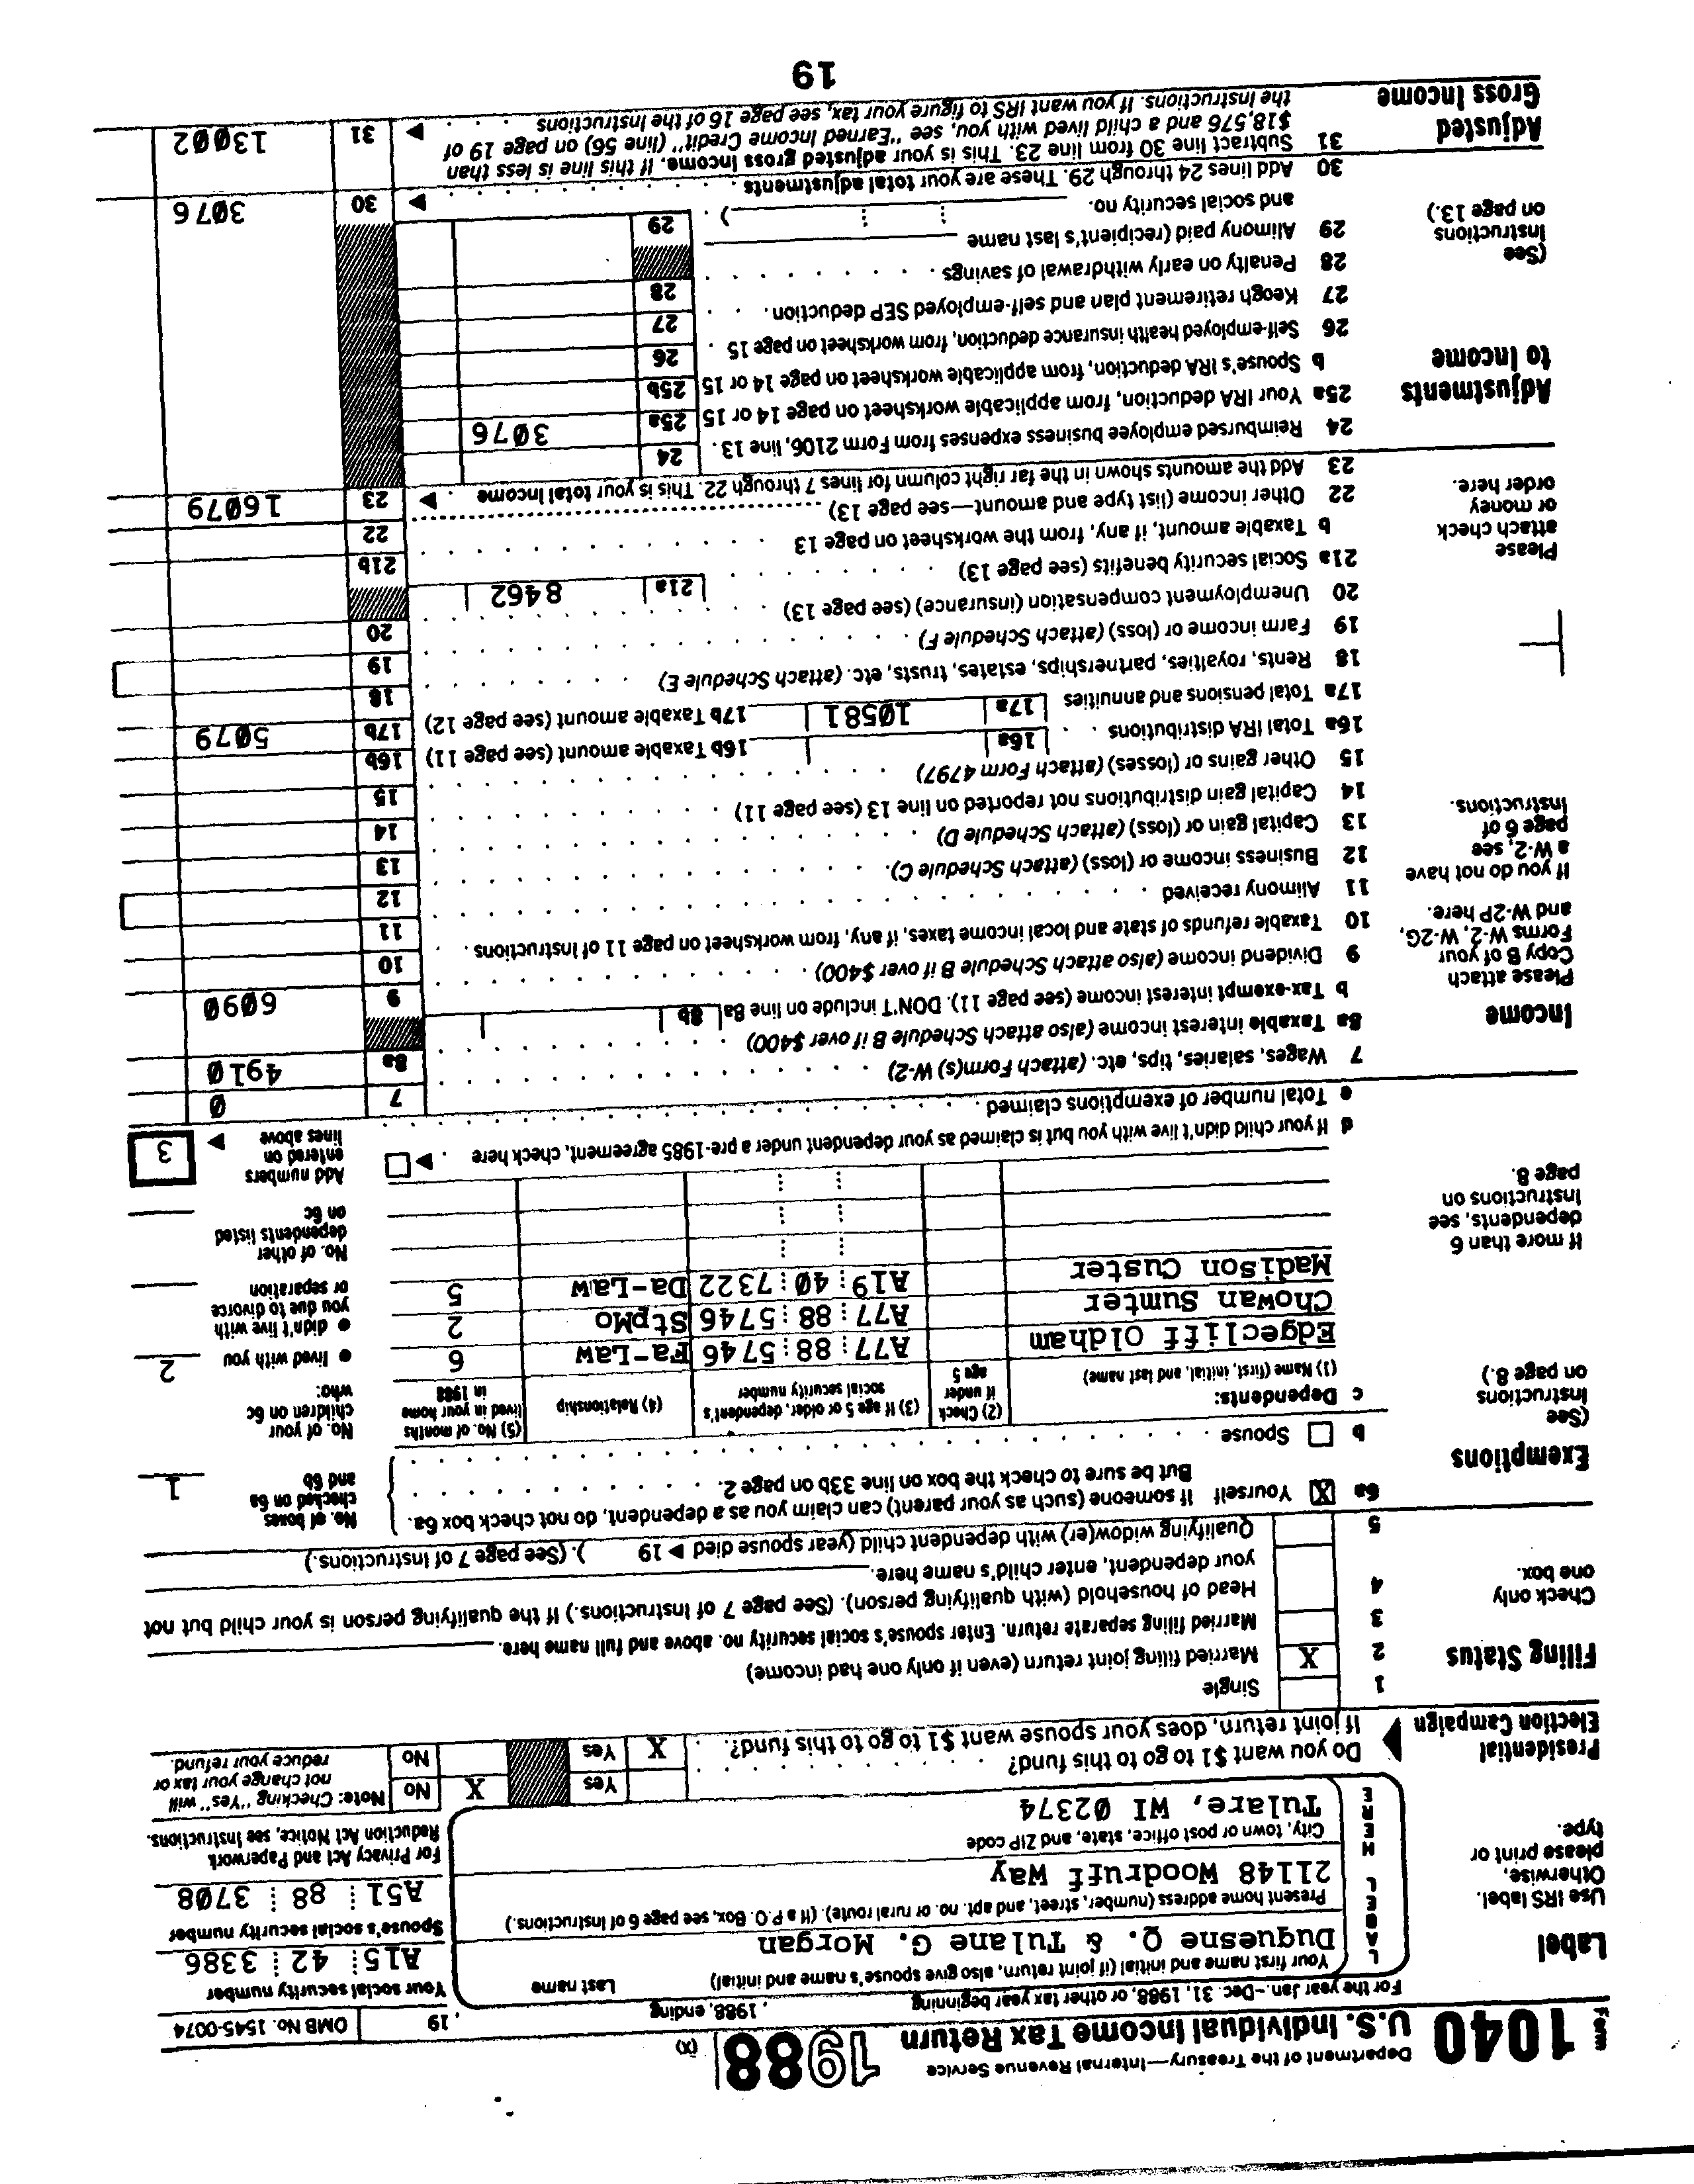 Form 1040 Department of the Treasury—Internal Revenue Service
U.S. Individual Income Tax Return 1988 (X)
For the year Jan.–Dec. 31, 1988, or other tax year beginning , 1988, ending , 19 OMB No. 1545-0074
Label
Use IRS label.
Otherwise,
please print or
type.
LABEL HERE
Your first name and initial (if joint return, also give spouse's name and initial) Last name
Duquesne Q. & Tulane G. Morgan
Your social security number
A15 42 3386
Present home address (number, street, and apt. no. or rural route). (If a P.O. Box, see page 6 of Instructions.)
21148 Woodruff Way
Spouse's social security number
A51 88 3708
City, town or post office, state, and ZIP code
Tulare, WI 02374
For Privacy Act and Paperwork
Reduction Act Notice, see Instructions.
Presidential
Election Campaign
Do you want $1 to go to this fund? Yes X No
If joint return, does your spouse want $1 to go to this fund? X Yes No
Note: Checking "Yes" will
not change your tax or
reduce your refund.
Filing Status
Check only
one box.
1 Single
2 X Married filing joint return (even if only one had income)
3 Married filing separate return. Enter spouse's social security no. above and full name here.
4 Head of household (with qualifying person). (See page 7 of Instructions.) If the qualifying person is your child but not
your dependent, enter child's name here.
5 Qualifying widow(er) with dependent child (year spouse died ▶ 19 ). (See page 7 of Instructions.)
Exemptions
(See
Instructions
on page 8.)
6a X Yourself If someone (such as your parent) can claim you as a dependent, do not check box 6a.
But be sure to check the box on line 33b on page 2.
b Spouse
No. of boxes
checked on 6a
and 6b 1
c Dependents:
(1) Name (first, initial, and last name)
(2) Check
if under
age 5
(3) If age 5 or older, dependent's
social security number
(4) Relationship
(5) No. of months
lived in your home
in 1988
Edgecliff Oldham A77 88 5746 Fa-Law 6
Chowan Sumter A77 88 5746 StpMo 2
Madison Custer A19 40 7322 Da-Law 5
No. of your
children on 6c
who:
● lived with you 2
● didn't live with
you due to divorce
or separation
No. of other
dependents listed
on 6c
If more than 6
dependents, see
Instructions on
page 8.
d If your child didn't live with you but is claimed as your dependent under a pre-1985 agreement, check here ▶
e Total number of exemptions claimed
Add numbers
entered on
lines above ▶ 3
Income
Please attach
Copy B of your
Forms W-2, W-2G,
and W-2P here.
If you do not have
a W-2, see
page 6 of
Instructions.
7 Wages, salaries, tips, etc. (attach Form(s) W-2) 7 0
8a Taxable interest income (also attach Schedule B if over $400) 8a 4910
b Tax-exempt interest income (see page 11). DON'T include on line 8a 8b
9 Dividend income (also attach Schedule B if over $400) 9 6090
10 Taxable refunds of state and local income taxes, if any, from worksheet on page 11 of Instructions 10
11 Alimony received 11
12 Business income or (loss) (attach Schedule C) 12
13 Capital gain or (loss) (attach Schedule D) 13
14 Capital gain distributions not reported on line 13 (see page 11) 14
15 Other gains or (losses) (attach Form 4797) 15
16a Total IRA distributions 16a 16b Taxable amount (see page 11) 16b
17a Total pensions and annuities 17a 10581 17b Taxable amount (see page 12) 17b 5079
18 Rents, royalties, partnerships, estates, trusts, etc. (attach Schedule E) 18
19 Farm income or (loss) (attach Schedule F) 19
20 Unemployment compensation (insurance) (see page 13) 20
21a Social security benefits (see page 13) 21a 8462
b Taxable amount, if any, from the worksheet on page 13 21b
22 Other income (list type and amount—see page 13) 22
23 Add the amounts shown in the far right column for lines 7 through 22. This is your total income ▶ 23 16079
Please
attach check
or money
order here.
Adjustments
to Income
(See
Instructions
on page 13.)
24 Reimbursed employee business expenses from Form 2106, line 13 24
25a Your IRA deduction, from applicable worksheet on page 14 or 15 25a 3076
b Spouse's IRA deduction, from applicable worksheet on page 14 or 15 25b
26 Self-employed health insurance deduction, from worksheet on page 15 26
27 Keogh retirement plan and self-employed SEP deduction 27
28 Penalty on early withdrawal of savings 28
29 Alimony paid (recipient's last name
and social security no. ) 29
30 Add lines 24 through 29. These are your total adjustments ▶ 30 3076
Adjusted
Gross Income
31 Subtract line 30 from line 23. This is your adjusted gross income. If this line is less than
$18,576 and a child lived with you, see "Earned Income Credit" (line 56) on page 19 of
the Instructions. If you want IRS to figure your tax, see page 16 of the Instructions ▶ 31 13002
19